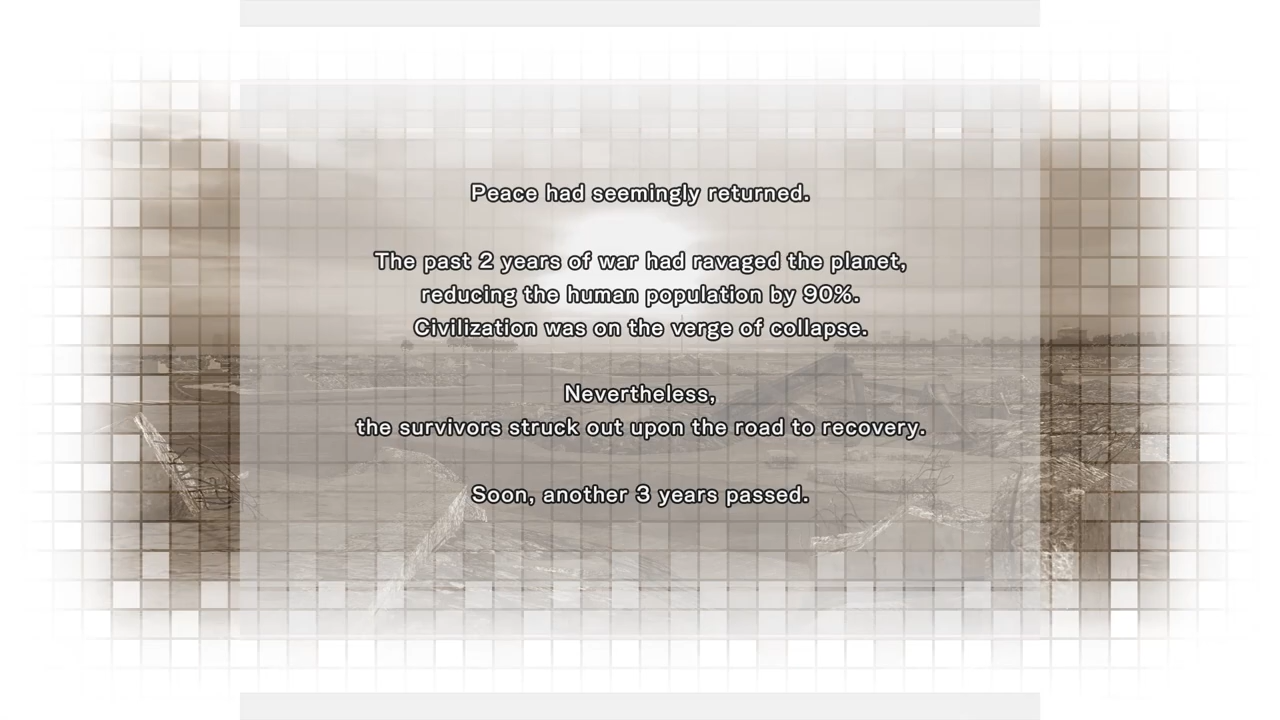 Peace had seemingly returned.
The past 2 years of war had ravaged the planet,
reducing the human population by 90%.
Civilization was on the verge of collapse.
Nevertheless,
the survivors struck out upon the road to recovery.
Soon, another 3 years passed.